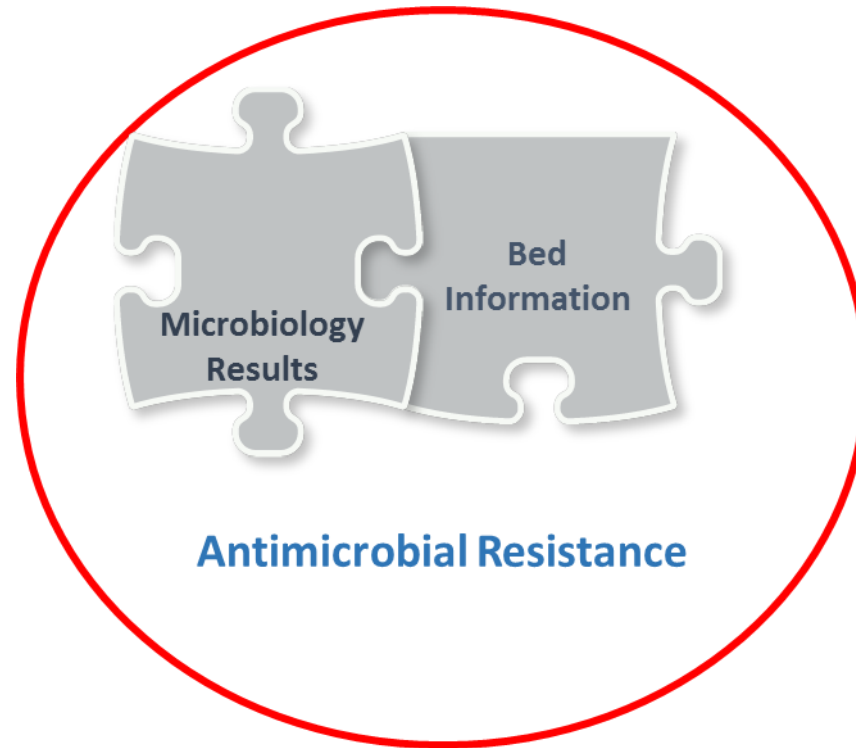 Microbiology
Results
Bed
Information
Antimicrobial Resistance